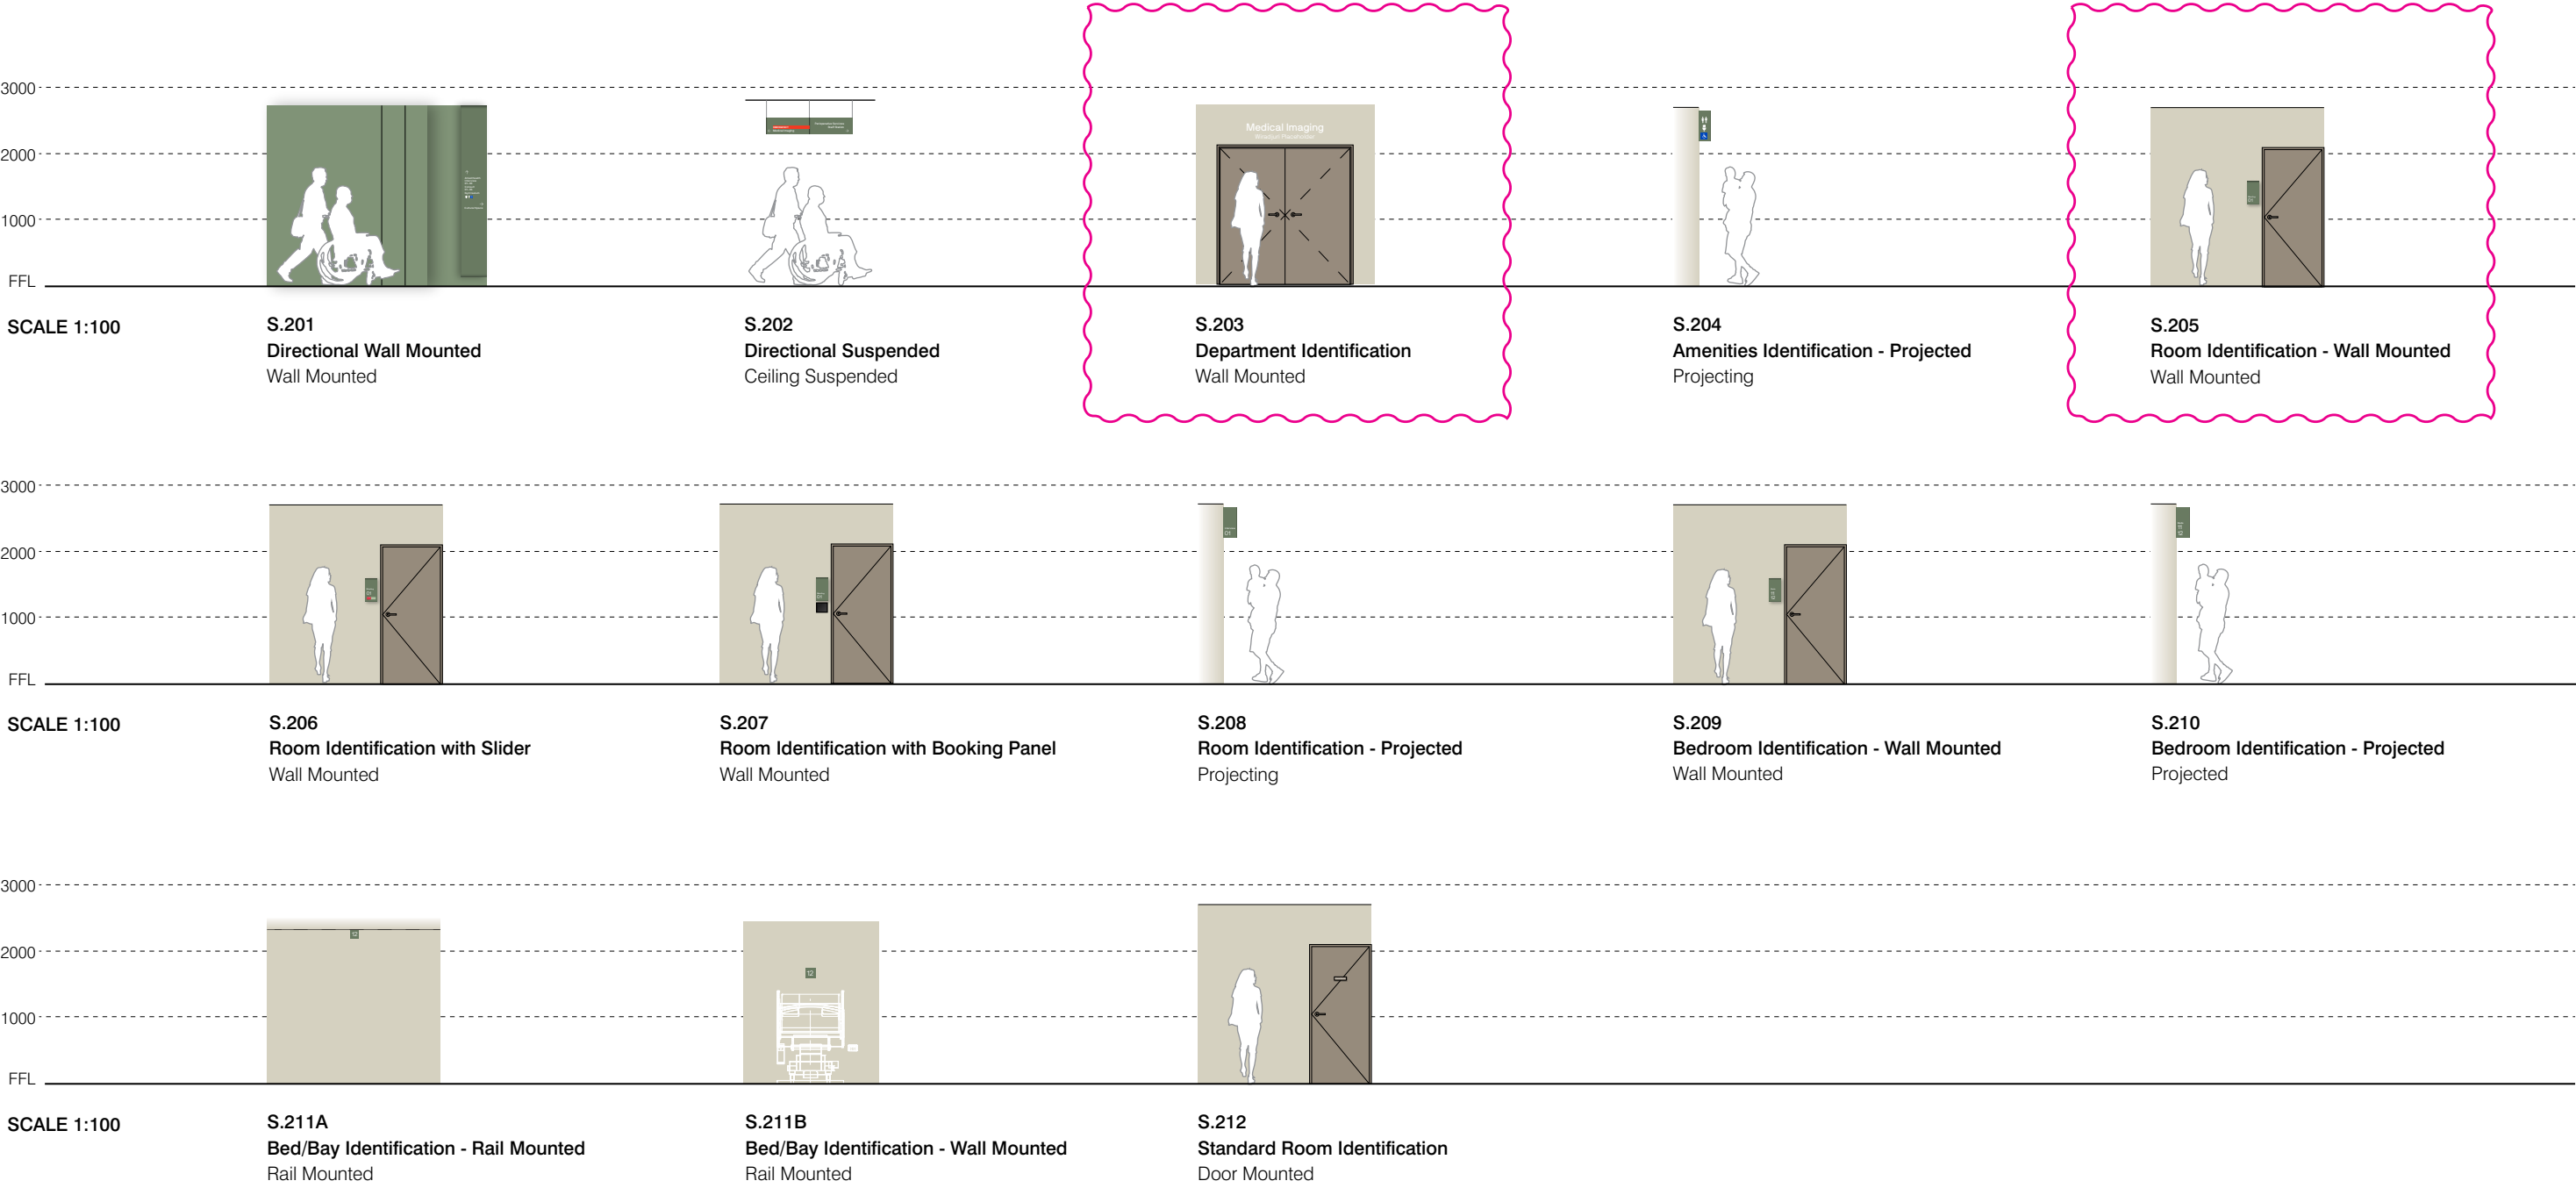 3000
2000
1000
FFL
Medical Imaging
SCALE 1:100
S.201
Directional Wall Mounted
Wall Mounted
S.202
Directional Suspended
Ceiling Suspended
S.203
Department Identification
Wall Mounted
S.204
Amenities Identification - Projected
Projecting
S.205
Room Identification - Wall Mounted
Wall Mounted
3000
2000
1000
FFL
SCALE 1:100
S.206
Room Identification with Slider
Wall Mounted
S.207
Room Identification with Booking Panel
Wall Mounted
S.208
Room Identification - Projected
Projecting
S.209
Bedroom Identification - Wall Mounted
Wall Mounted
S.210
Bedroom Identification - Projected
Projected
3000
2000
1000
FFL
12
12
SCALE 1:100
S.211A
Bed/Bay Identification - Rail Mounted
Rail Mounted
S.211B
Bed/Bay Identification - Wall Mounted
Rail Mounted
S.212
Standard Room Identification
Door Mounted